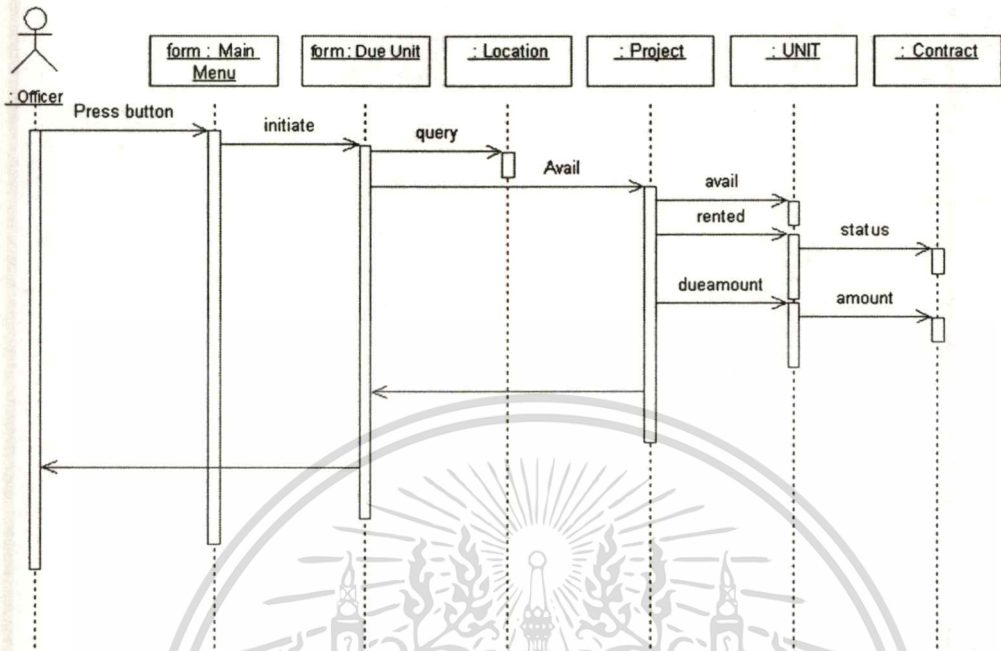 form : Main
Menu
form : Due Unit
: Location
: Project
: UNIT
: Contract
: Officer
Press button
initiate
query
Avail
avail
rented
status
dueamount
amount